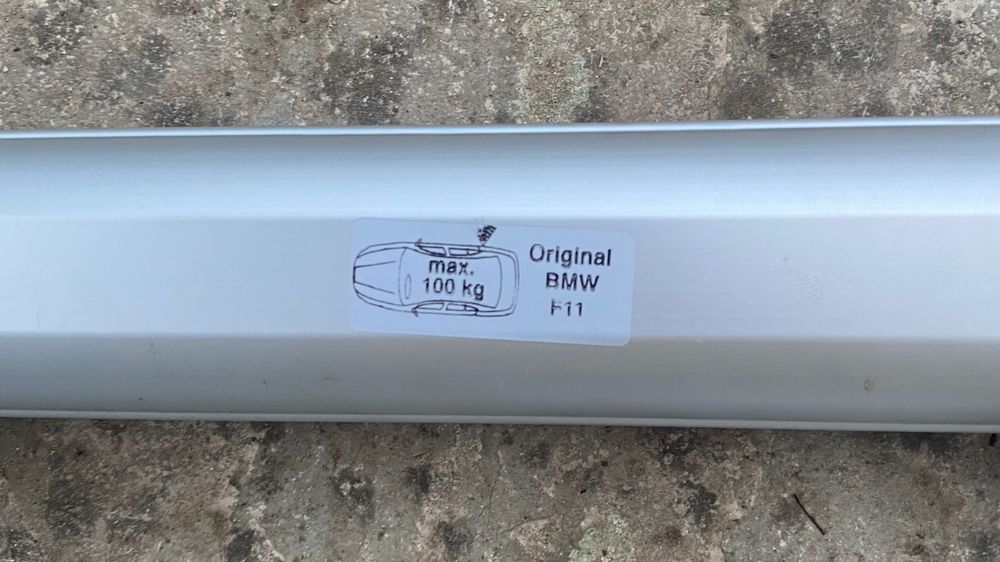 max.
100 kg
Original
BMW
F11